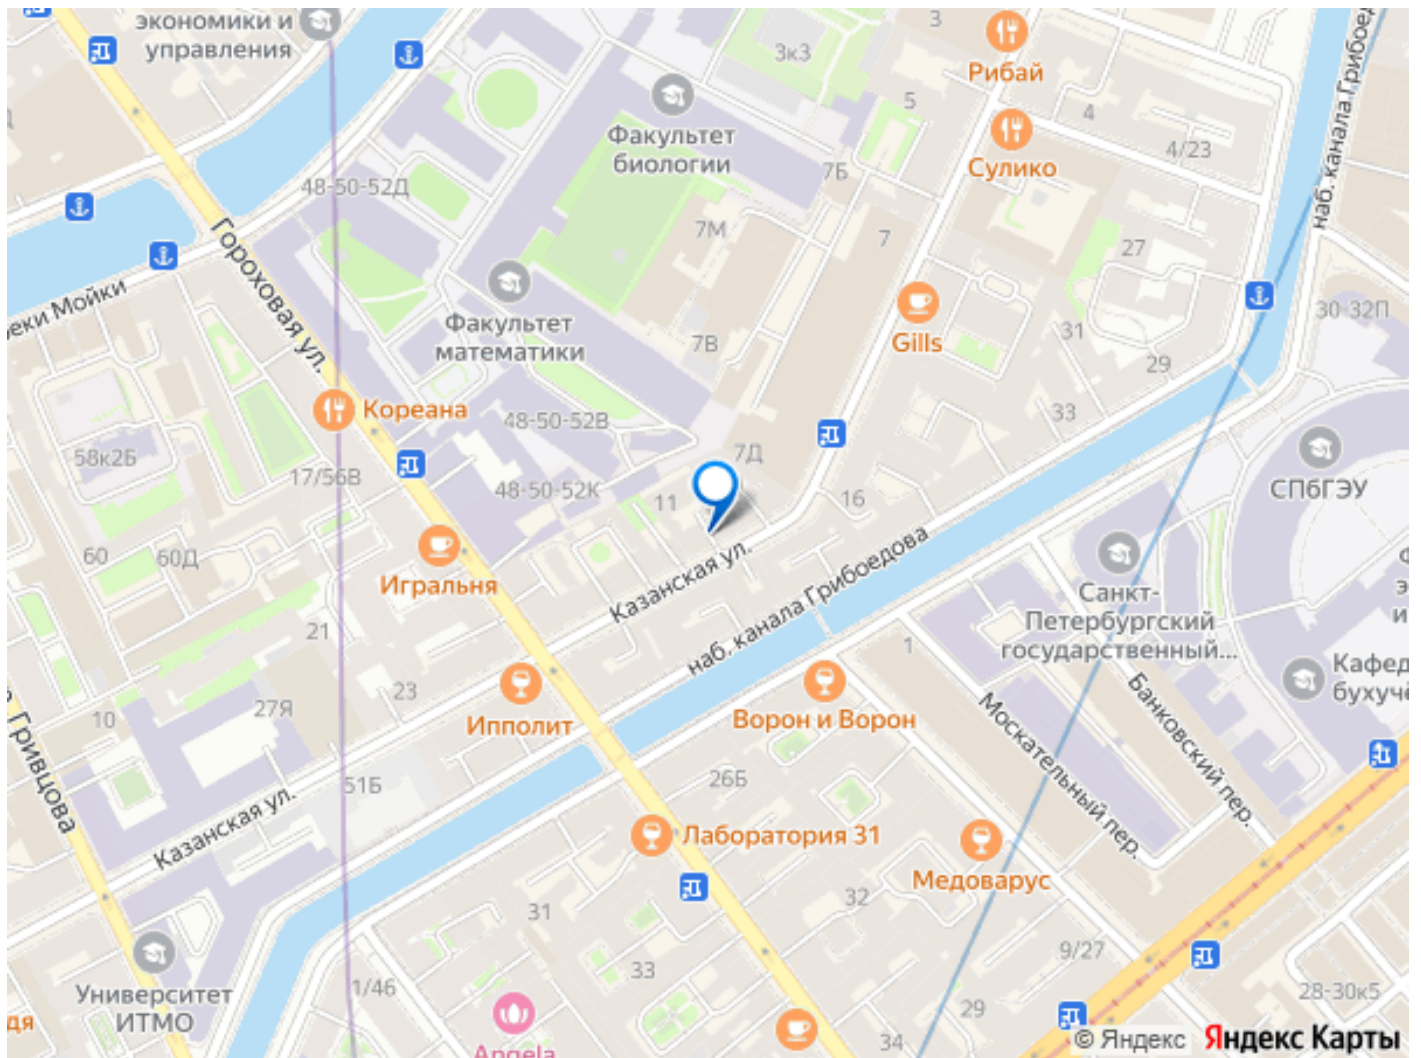 экономики и
управления
3к3
3
Рибай
5
Факультет
биологии
4
4/23
Сулико
7Б
48-50-52Д
7М
7
27
наб. канала Грибоед
Гороховая ул.
еки Мойки
Факультет
математики
7В
Gills
31
29
30-32П
33
Кореана
48-50-52В
7Д
58к2Б
17/56В
48-50-52К
11
16
СПбГЭУ
60
60Д
Игральня
Казанская ул.
наб. канала Грибоедова
Санкт-
Петербургский
государственный...
1
21
23
Ипполит
Ворон и Ворон
Москательный пер.
Банковский пер.
Кафед
бухучё
10
27Я
Гривцова
51Б
26Б
Казанская ул.
Лаборатория 31
Медоварус
31
32
9/27
33
Университет
ИТМО
1/46
29
28-30к5
дя
Angela
34
© Яндекс
Яндекс Карты